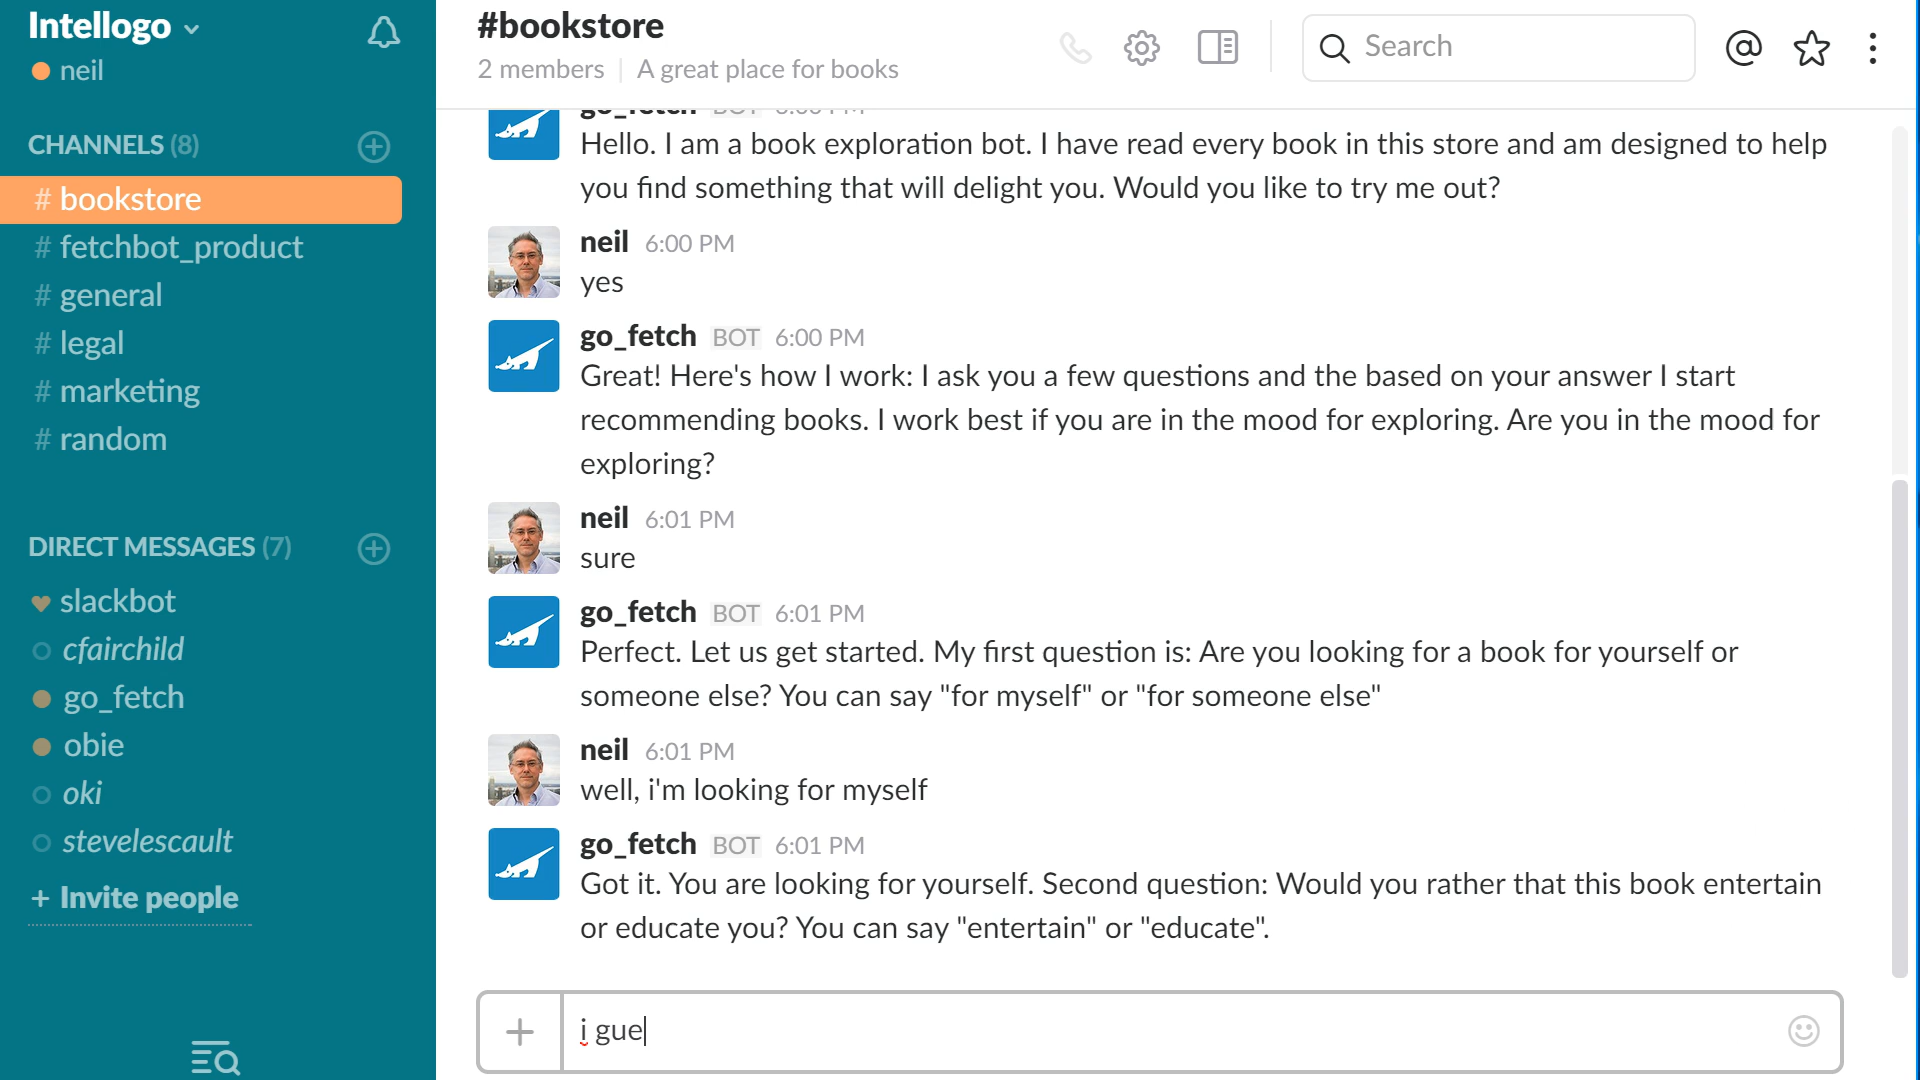 Intellogo
neil
CHANNELS (8)
# bookstore
# fetchbot_product
# general
# legal
# marketing
# random
DIRECT MESSAGES (7)
slackbot
cfairchild
go_fetch
obie
oki
stevelescault
+ Invite people
#bookstore
2 members | A great place for books
Search
go_fetch BOT 6:00 PM
Hello. I am a book exploration bot. I have read every book in this store and am designed to help
you find something that will delight you. Would you like to try me out?
neil 6:00 PM
yes
go_fetch BOT 6:00 PM
Great! Here's how I work: I ask you a few questions and the based on your answer I start
recommending books. I work best if you are in the mood for exploring. Are you in the mood for
exploring?
neil 6:01 PM
sure
go_fetch BOT 6:01 PM
Perfect. Let us get started. My first question is: Are you looking for a book for yourself or
someone else? You can say "for myself" or "for someone else"
neil 6:01 PM
well, i'm looking for myself
go_fetch BOT 6:01 PM
Got it. You are looking for yourself. Second question: Would you rather that this book entertain
or educate you? You can say "entertain" or "educate".
i gue